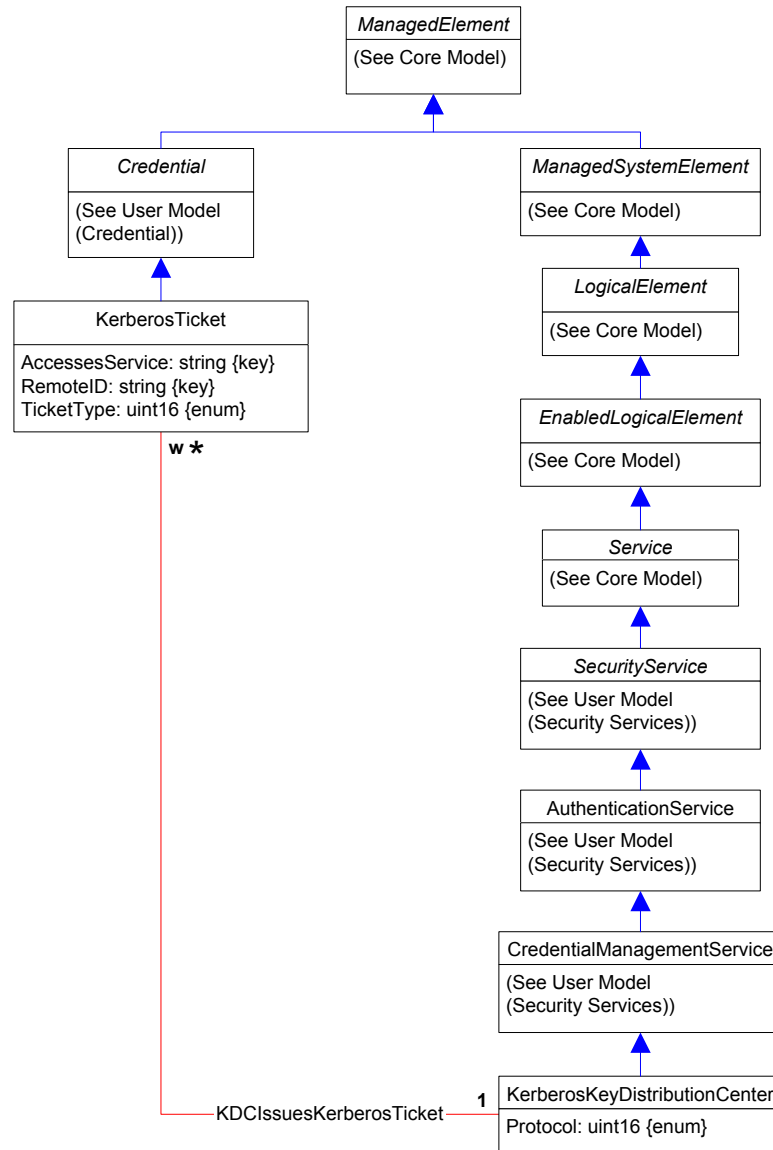 ManagedElement
(See Core Model)
Credential
(See User Model
(Credential))
ManagedSystemElement
(See Core Model)
LogicalElement
(See Core Model)
KerberosTicket
AccessesService: string {key}
RemoteID: string {key}
TicketType: uint16 {enum}
w *
EnabledLogicalElement
(See Core Model)
Service
(See Core Model)
SecurityService
(See User Model
(Security Services))
AuthenticationService
(See User Model
(Security Services))
CredentialManagementService
(See User Model
(Security Services))
KDCIssuesKerberosTicket
1
KerberosKeyDistributionCenter
Protocol: uint16 {enum}